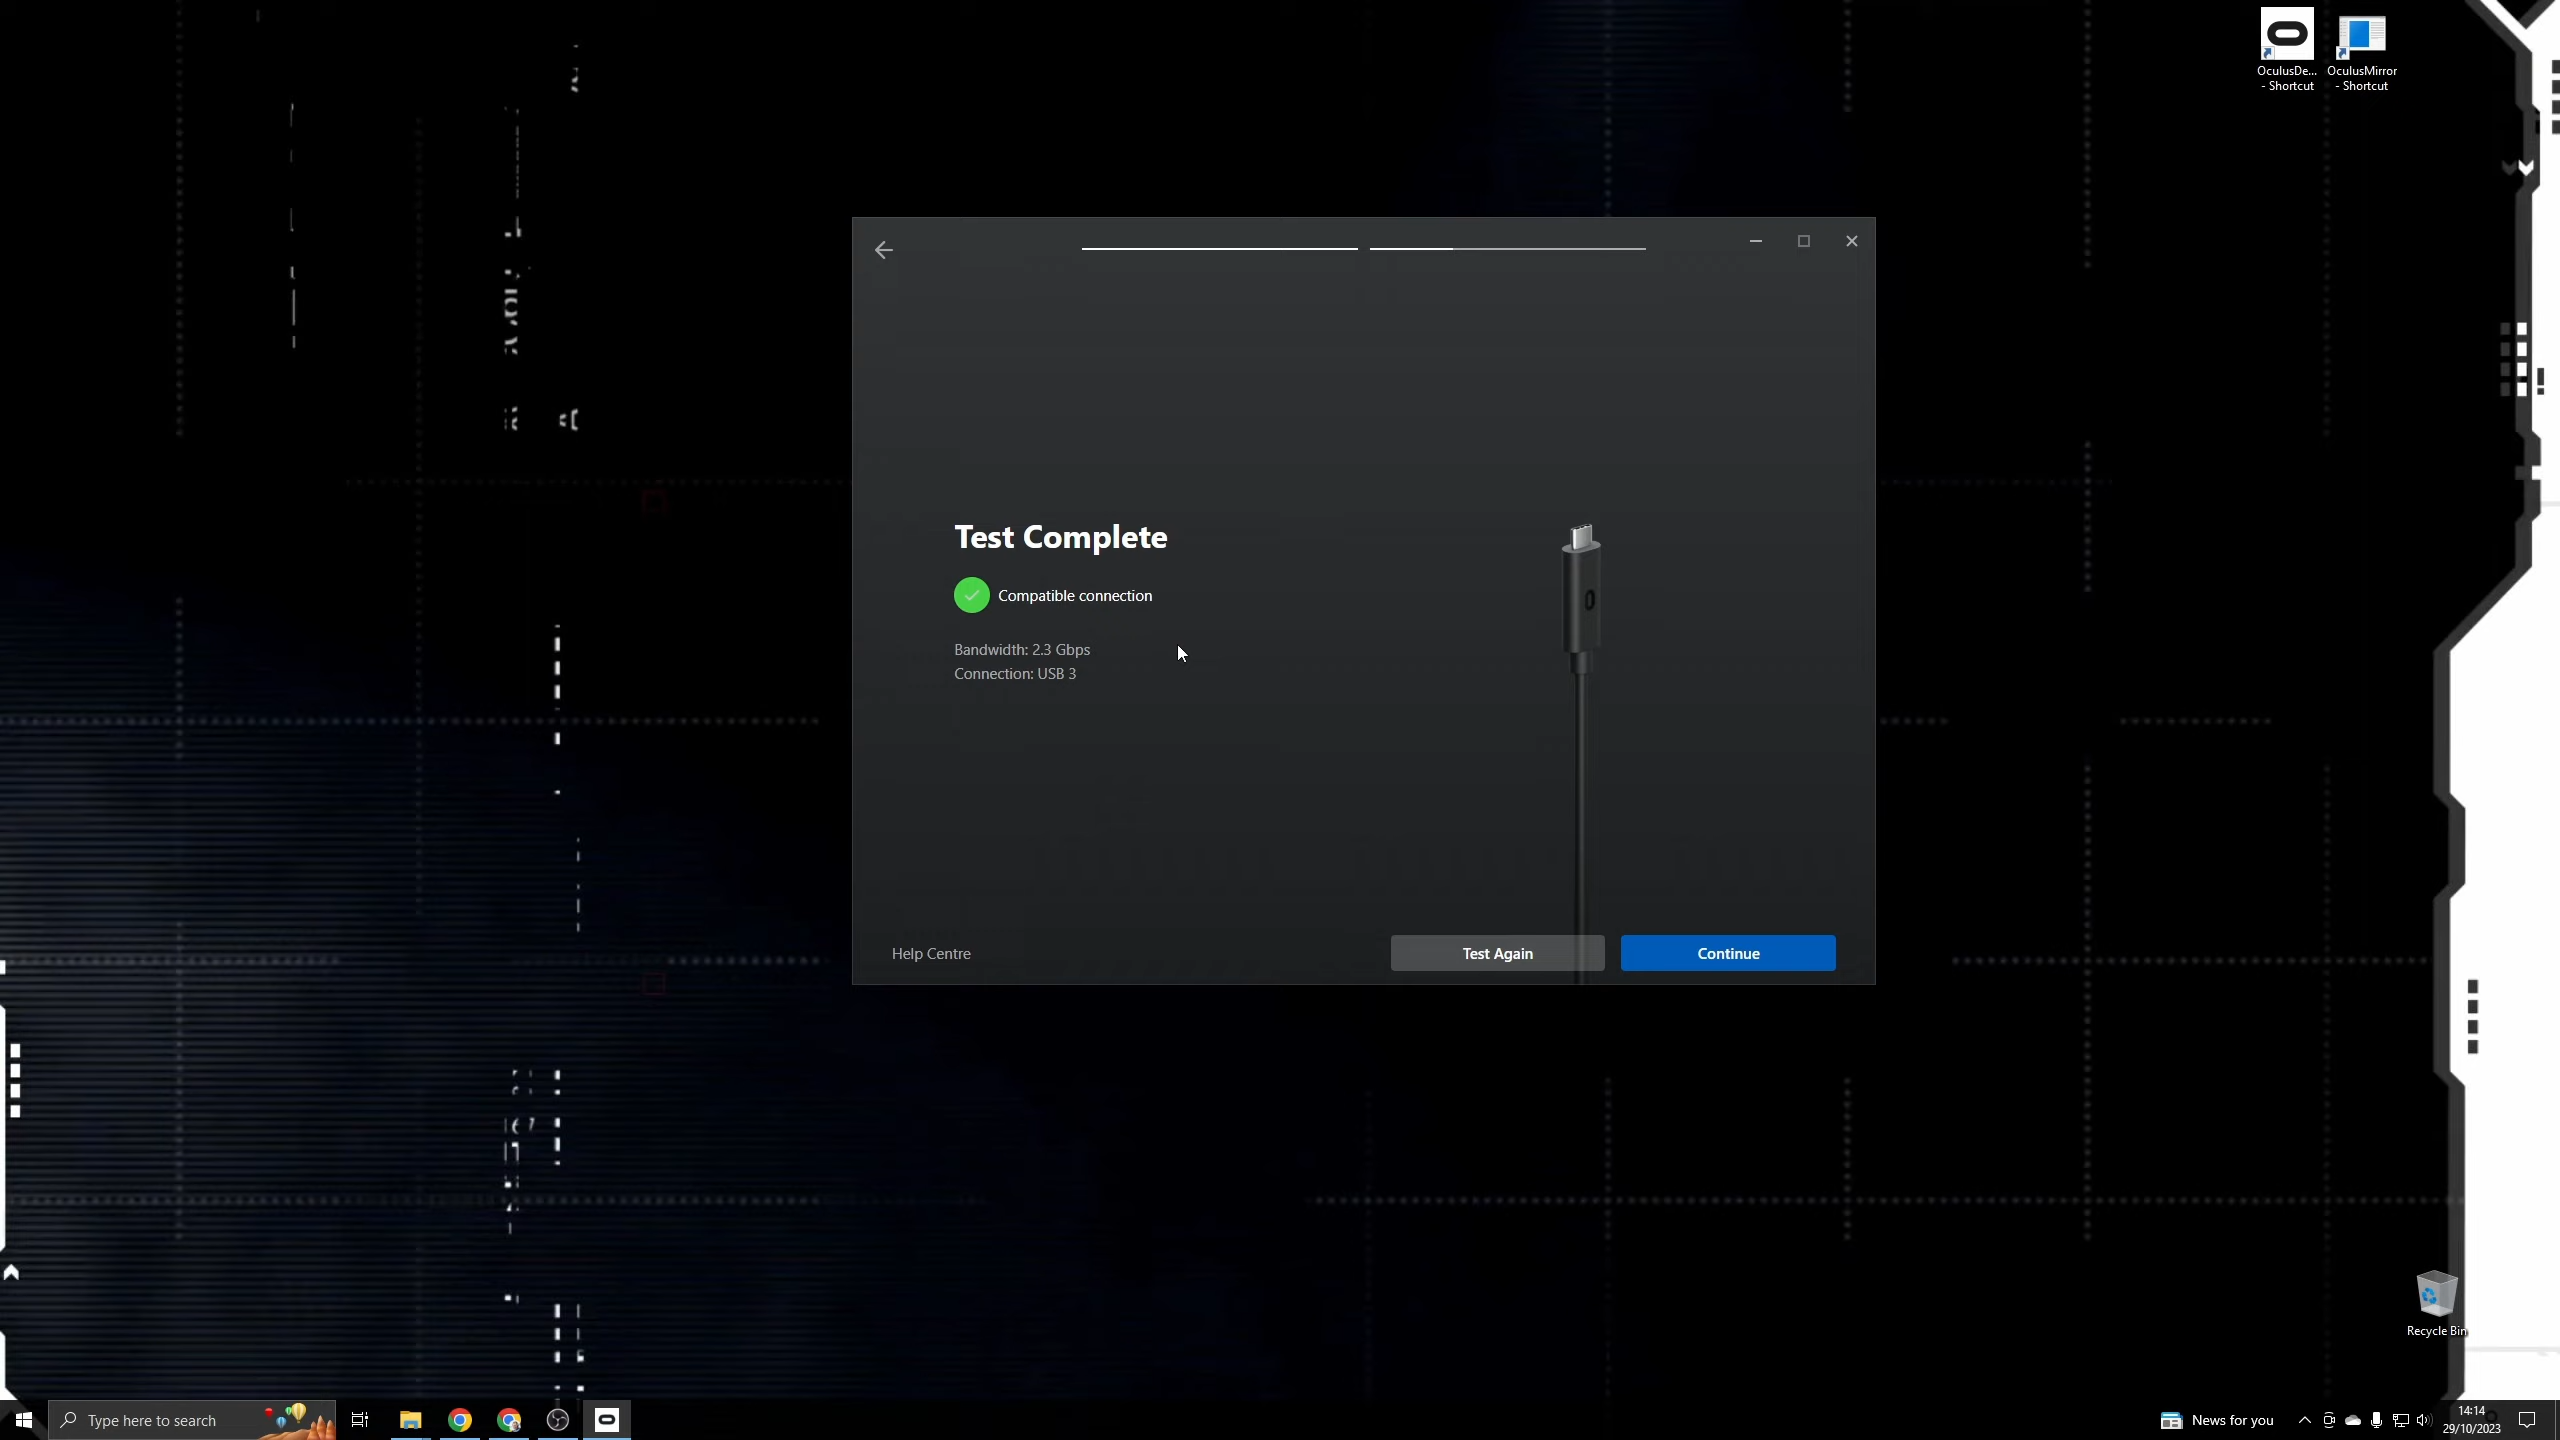 OculusDe...
- Shortcut
OculusMirror
- Shortcut
Test Complete
Compatible connection
Bandwidth: 2.3 Gbps
Connection: USB 3
Help Centre
Test Again
Continue
Recycle Bin
Type here to search
News for you
14:14
29/10/2023